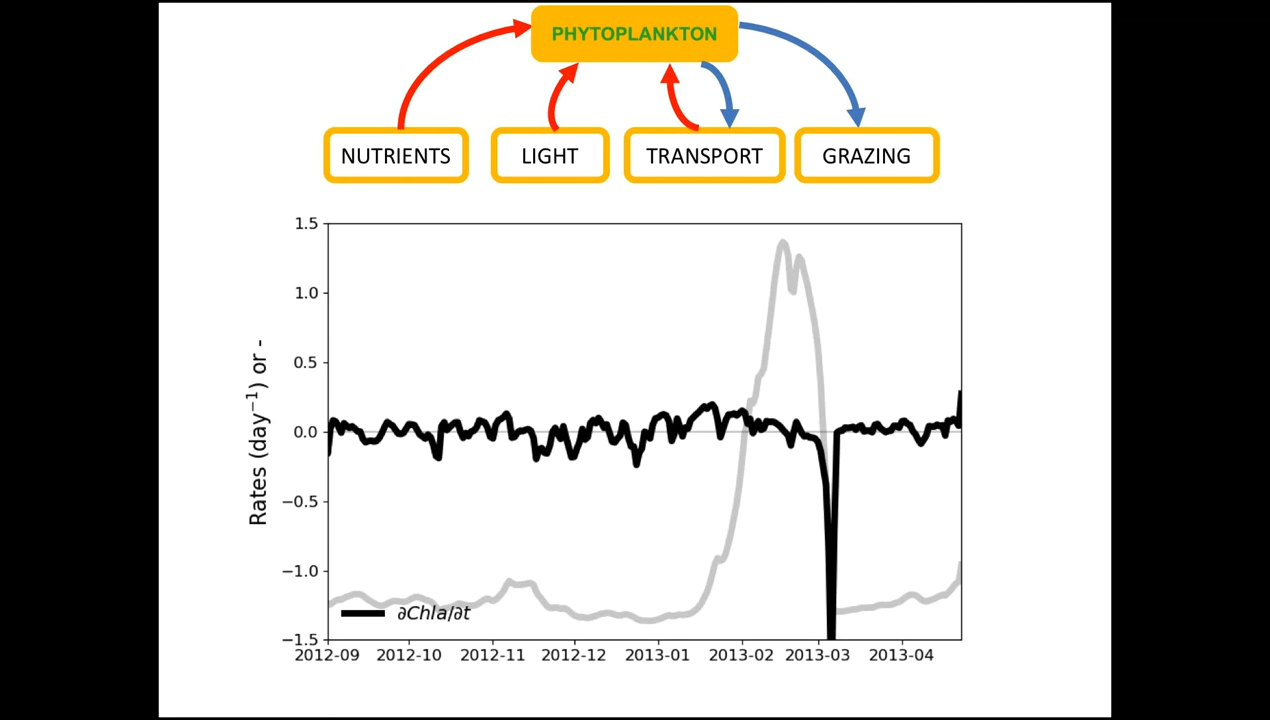 PHYTOPLANKTON
NUTRIENTS LIGHT TRANSPORT GRAZING
1.5
1.0
0.5
0.0
−0.5
−1.0
−1.5
Rates (day⁻¹) or -
∂Chla/∂t
2012-09 2012-10 2012-11 2012-12 2013-01 2013-02 2013-03 2013-04